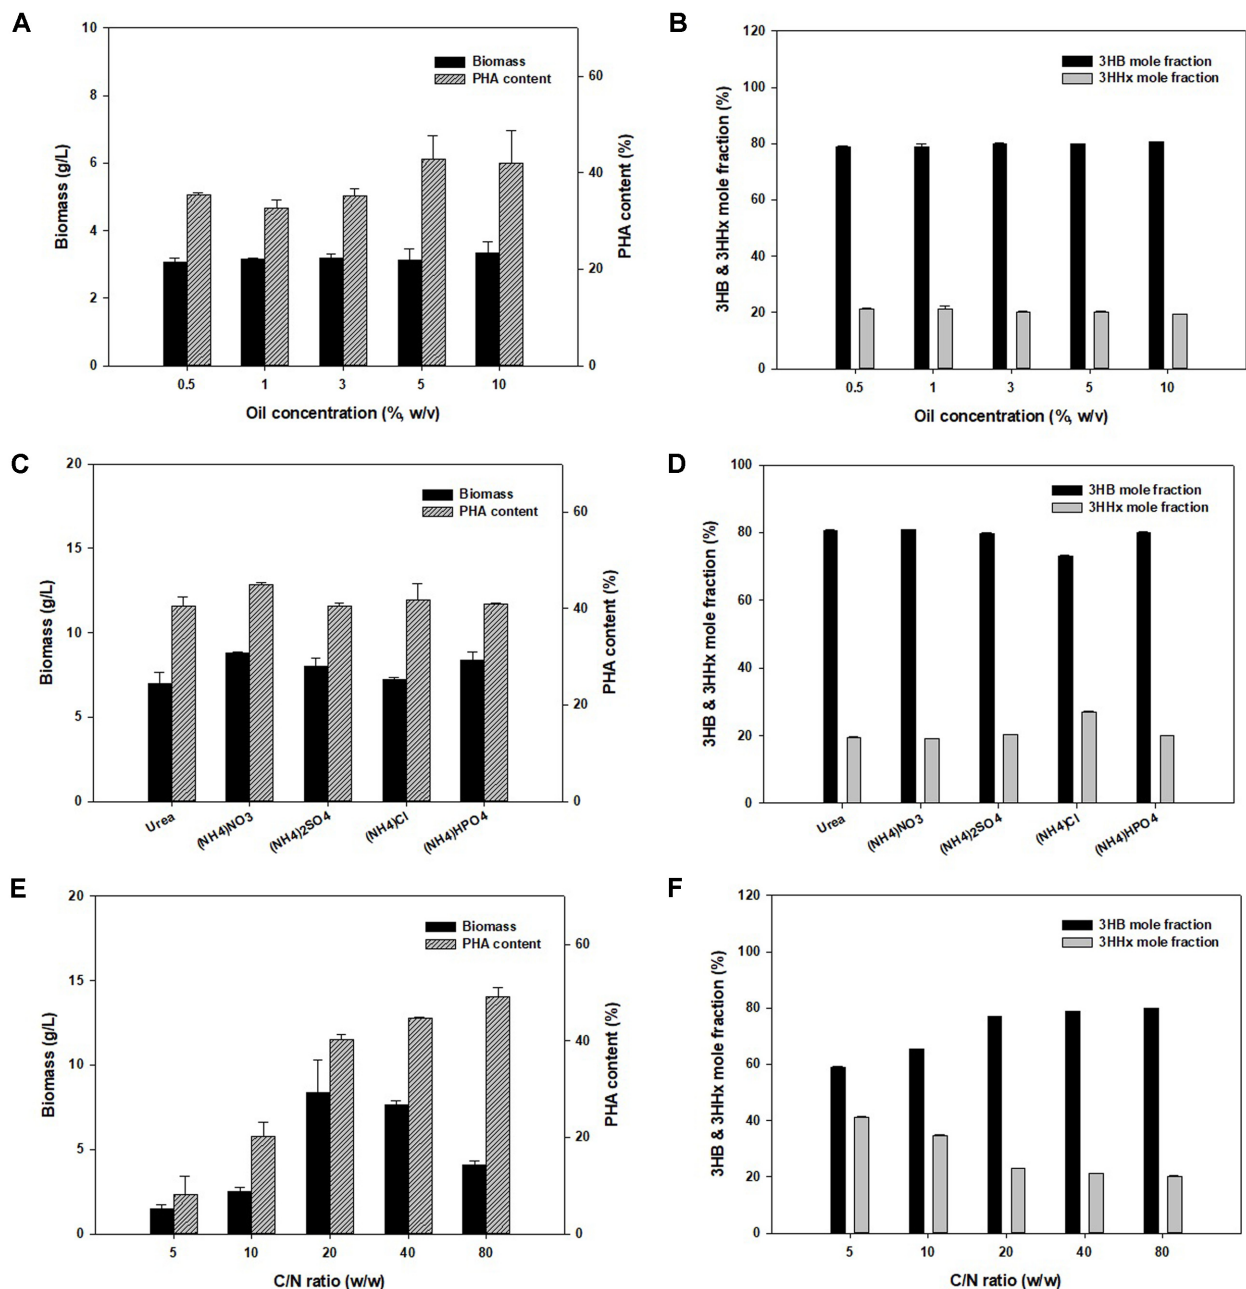 A
10
8
6
4
2
0
Biomass (g/L)
Biomass
PHA content
60
40
20
0
PHA content (%)
0.5 1 3 5 10
Oil concentration (%, w/v)
B
120
100
80
60
40
20
0
3HB & 3HHx mole fraction (%)
3HB mole fraction
3HHx mole fraction
0.5 1 3 5 10
Oil concentration (%, w/v)
C
20
15
10
5
0
Biomass (g/L)
Biomass
PHA content
60
40
20
0
PHA content (%)
Urea (NH4)NO3 (NH4)2SO4 (NH4)Cl (NH4)HPO4
D
100
80
60
40
20
0
3HB & 3HHx mole fraction (%)
3HB mole fraction
3HHx mole fraction
Urea (NH4)NO3 (NH4)2SO4 (NH4)Cl (NH4)HPO4
E
20
15
10
5
0
Biomass (g/L)
Biomass
PHA content
60
40
20
0
PHA content (%)
5 10 20 40 80
C/N ratio (w/w)
F
120
100
80
60
40
20
0
3HB & 3HHx mole fraction (%)
3HB mole fraction
3HHx mole fraction
5 10 20 40 80
C/N ratio (w/w)